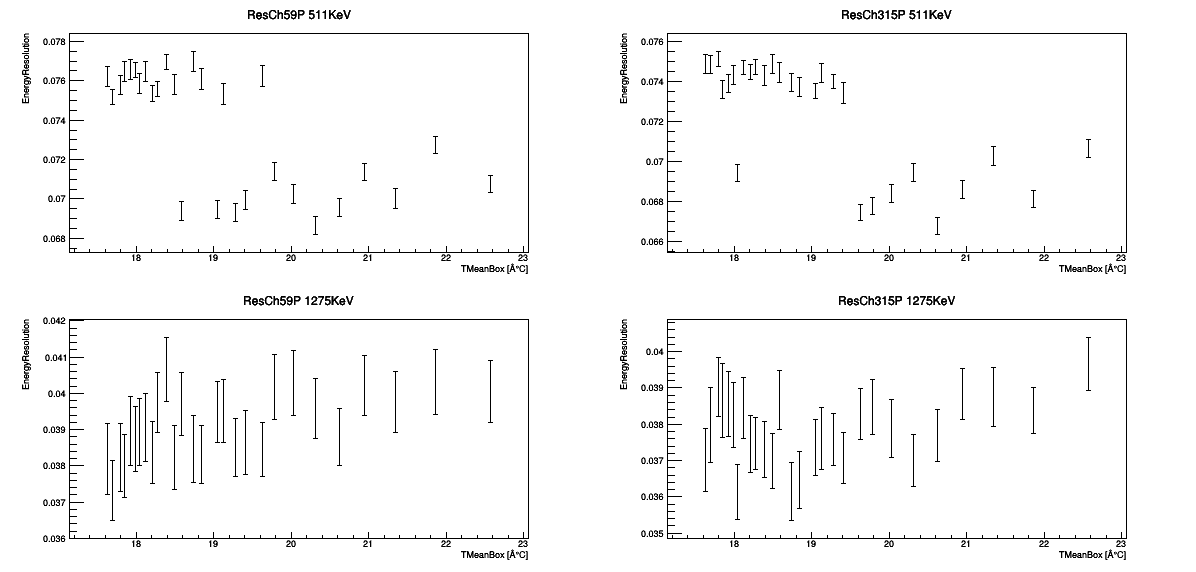 ResCh59P 511KeV
EnergyResolution
0.078
0.076
0.074
0.072
0.07
0.068
18 19 20 21 22 23
TMeanBox [Â°C]
ResCh315P 511KeV
EnergyResolution
0.076
0.074
0.072
0.07
0.068
0.066
18 19 20 21 22 23
TMeanBox [Â°C]
ResCh59P 1275KeV
EnergyResolution
0.042
0.041
0.04
0.039
0.038
0.037
0.036
18 19 20 21 22 23
TMeanBox [Â°C]
ResCh315P 1275KeV
EnergyResolution
0.04
0.039
0.038
0.037
0.036
0.035
18 19 20 21 22 23
TMeanBox [Â°C]